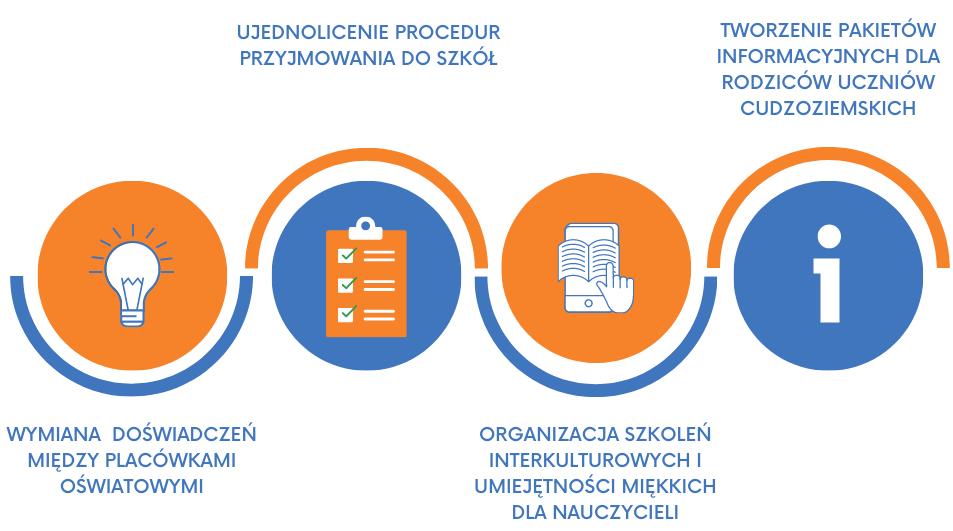 WYMIANA  DOŚWIADCZEŃ
MIĘDZY PLACÓWKAMI
OŚWIATOWYMI
UJEDNOLICENIE PROCEDUR
PRZYJMOWANIA DO SZKÓŁ
ORGANIZACJA SZKOLEŃ
INTERKULTUROWYCH I
UMIEJĘTNOŚCI MIĘKKICH
DLA NAUCZYCIELI
TWORZENIE PAKIETÓW
INFORMACYJNYCH DLA
RODZICÓW UCZNIÓW
CUDZOZIEMSKICH